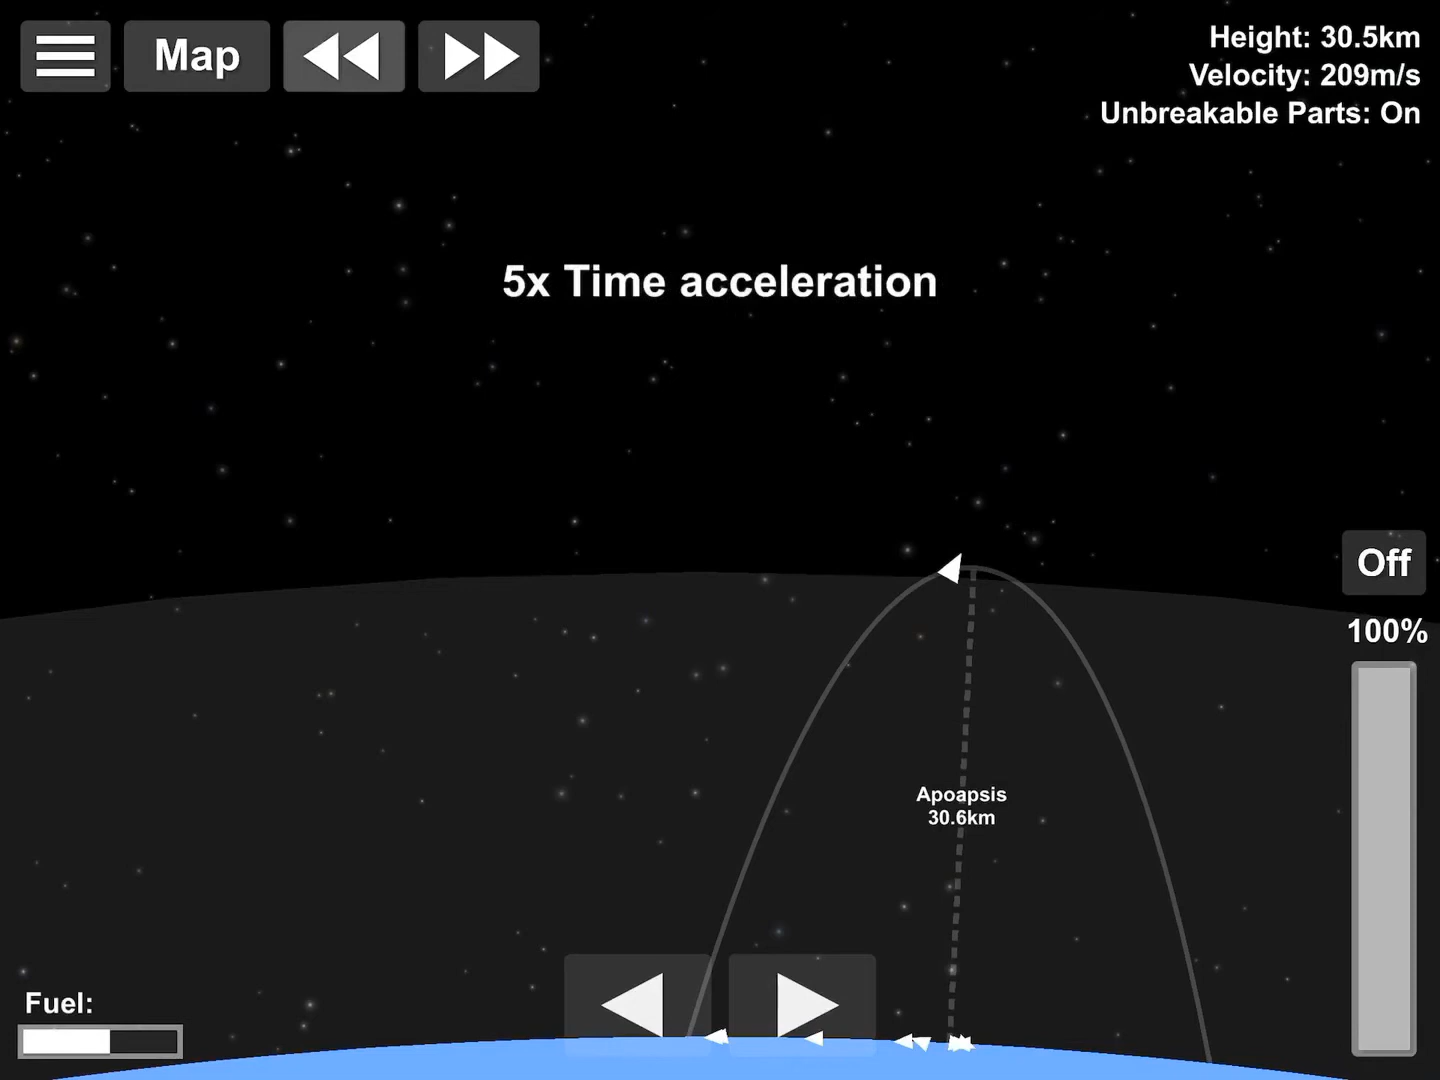 Map
Height: 30.5km
Velocity: 209m/s
Unbreakable Parts: On
5x Time acceleration
Off
100%
Apoapsis
30.6km
Fuel: